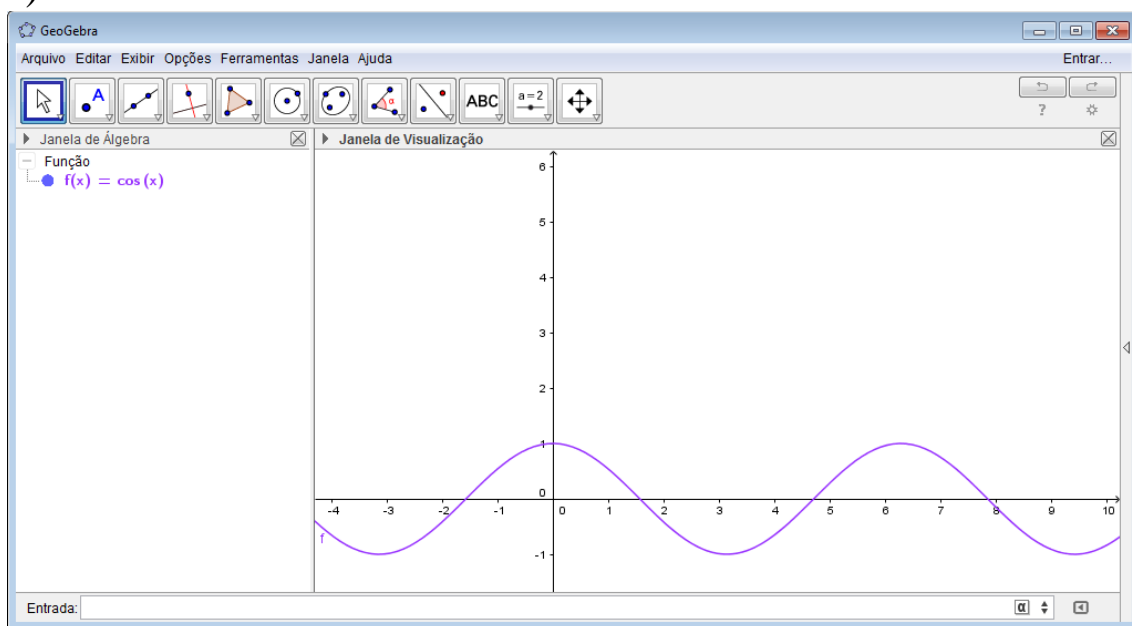 )
GeoGebra
Arquivo Editar Exibir Opções Ferramentas Janela Ajuda
Entrar...
A
α
ABC
a=2
?
Janela de Álgebra
Janela de Visualização
Função
f(x) = cos (x)
6
5
4
3
2
1
0
-1
-4 -3 -2 -1 0 1 2 3 4 5 6 7 8 9 10
f
Entrada:
α